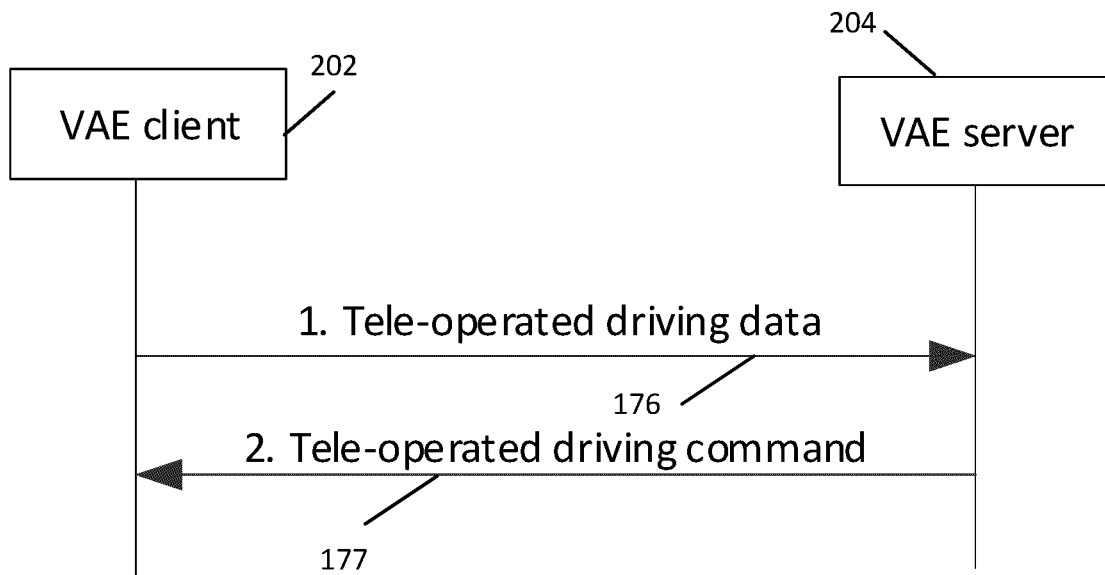 204
202
VAE client
VAE server
1. Tele-operated driving data
176
2. Tele-operated driving command
177